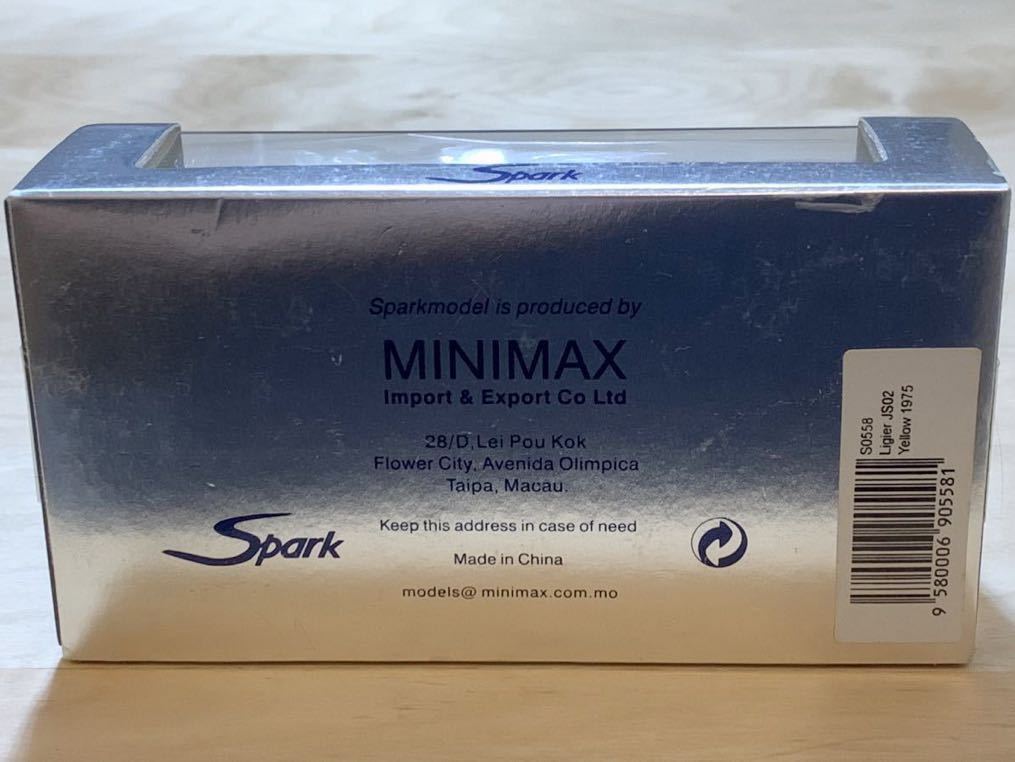 Spark
Sparkmodel is produced by
MINIMAX
Import & Export Co Ltd
28/D, Lei Pou Kok
Flower City, Avenida Olimpica
Taipa, Macau.
Keep this address in case of need
Made in China
models@ minimax.com.mo
Spark
S0558
Ligier JS02
Yellow 1975
9 580006 905581